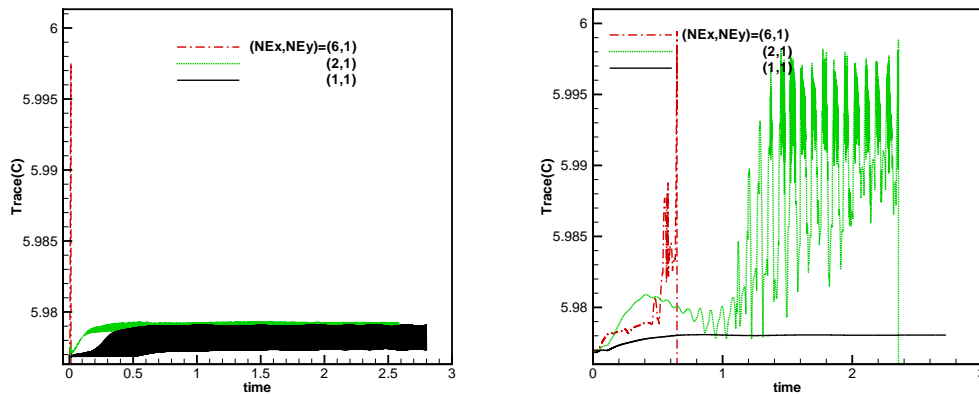 6
5.995
5.99
5.985
5.98
Trace(C)
(NEx,NEy)=(6,1)
(2,1)
(1,1)
0 0.5 1 1.5 2 2.5 3
time
6
5.995
5.99
5.985
5.98
Trace(C)
(NEx,NEy)=(6,1)
(2,1)
(1,1)
0 1 2 3
time